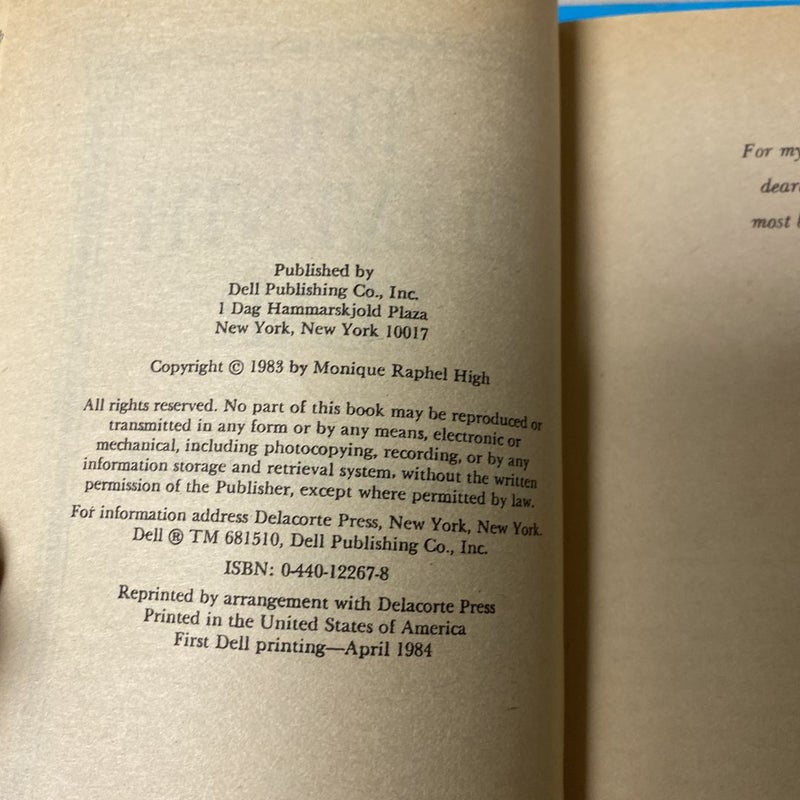 Published by
Dell Publishing Co., Inc.
1 Dag Hammarskjold Plaza
New York, New York 10017
Copyright © 1983 by Monique Raphel High
All rights reserved. No part of this book may be reproduced or
transmitted in any form or by any means, electronic or
mechanical, including photocopying, recording, or by any
information storage and retrieval system, without the written
permission of the Publisher, except where permitted by law.
For information address Delacorte Press, New York, New York.
Dell ® TM 681510, Dell Publishing Co., Inc.
ISBN: 0-440-12267-8
Reprinted by arrangement with Delacorte Press
Printed in the United States of America
First Dell printing—April 1984
For my
most